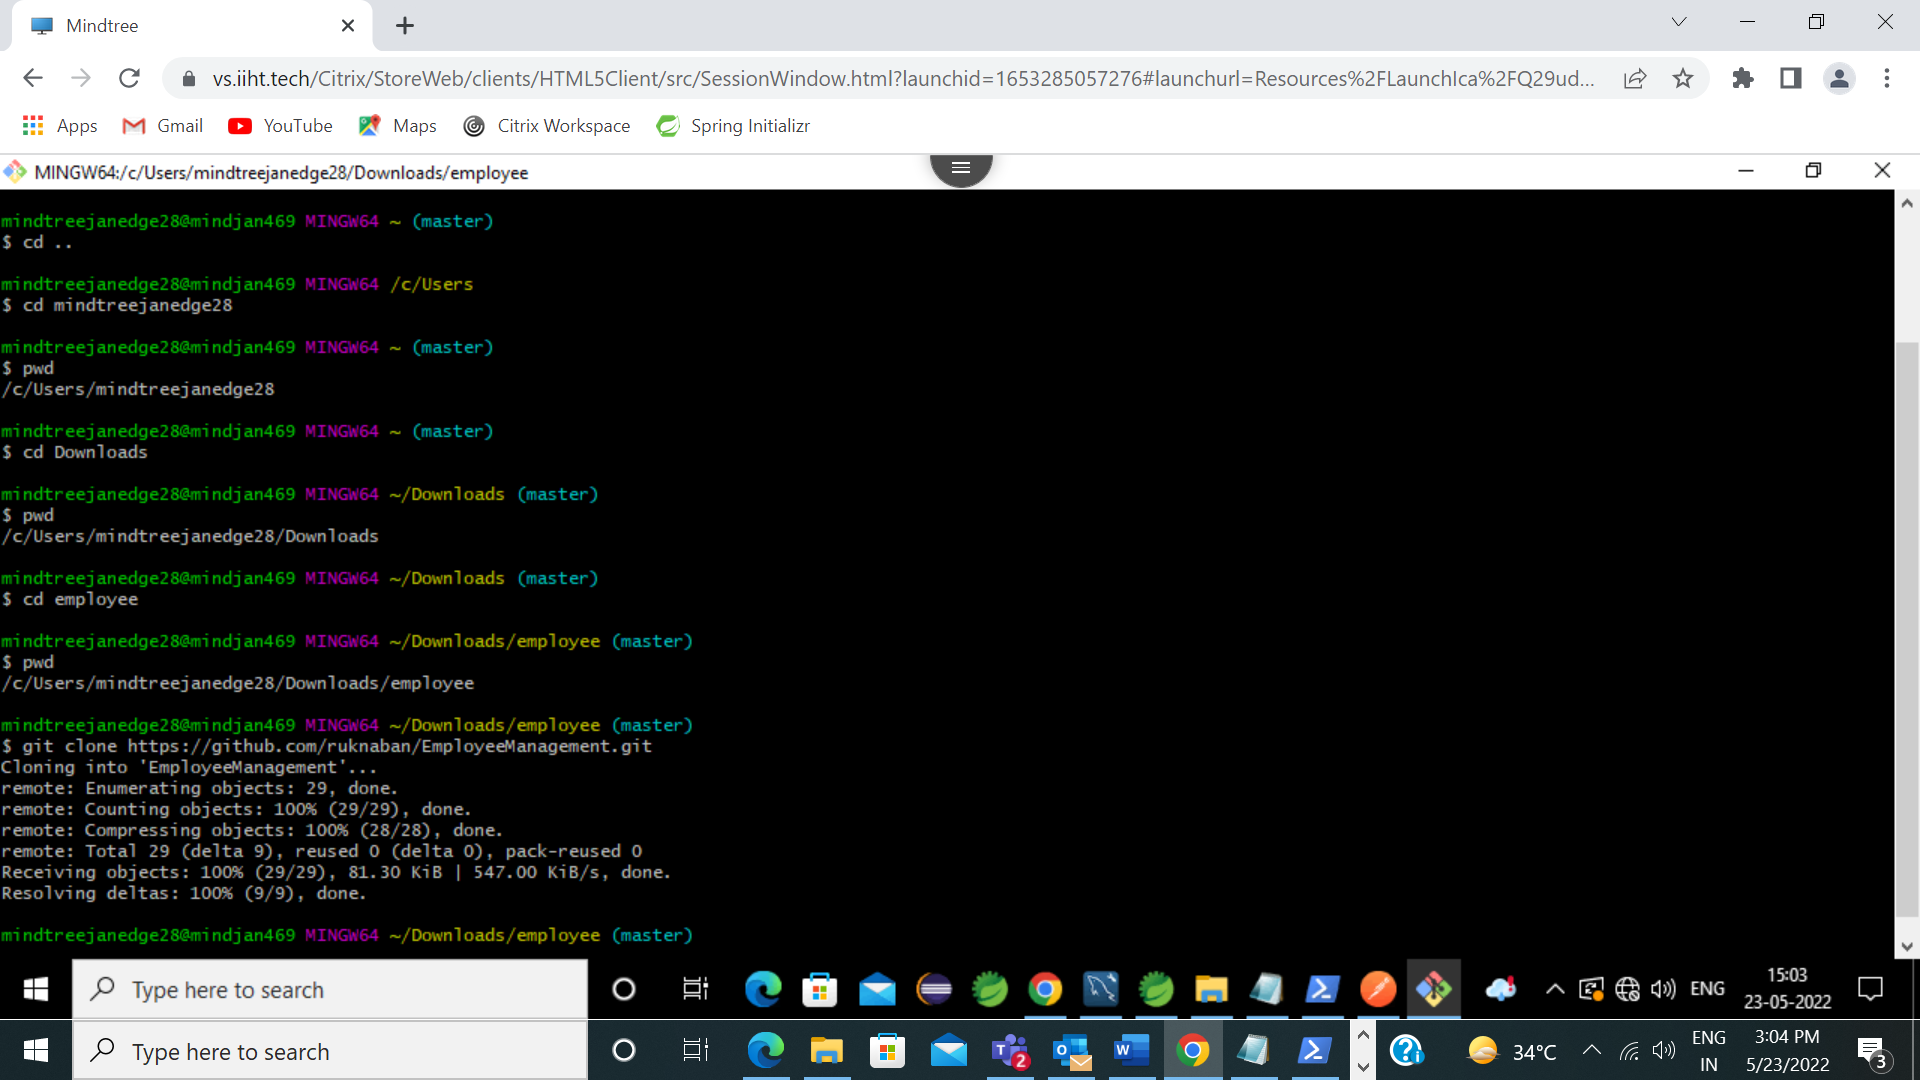 Mindtree
vs.iiht.tech/Citrix/StoreWeb/clients/HTML5Client/src/SessionWindow.html?launchid=1653285057276#launchurl=Resources%2FLaunchIca%2FQ29ud...
Apps Gmail YouTube Maps Citrix Workspace Spring Initializr
MINGW64:/c/Users/mindtreejanedge28/Downloads/employee
mindtreejanedge28@mindjan469 MINGW64 ~ (master)
$ cd ..
mindtreejanedge28@mindjan469 MINGW64 /c/Users
$ cd mindtreejanedge28
mindtreejanedge28@mindjan469 MINGW64 ~ (master)
$ pwd
/c/Users/mindtreejanedge28
mindtreejanedge28@mindjan469 MINGW64 ~ (master)
$ cd Downloads
mindtreejanedge28@mindjan469 MINGW64 ~/Downloads (master)
$ pwd
/c/Users/mindtreejanedge28/Downloads
mindtreejanedge28@mindjan469 MINGW64 ~/Downloads (master)
$ cd employee
mindtreejanedge28@mindjan469 MINGW64 ~/Downloads/employee (master)
$ pwd
/c/Users/mindtreejanedge28/Downloads/employee
mindtreejanedge28@mindjan469 MINGW64 ~/Downloads/employee (master)
$ git clone https://github.com/ruknaban/EmployeeManagement.git
Cloning into 'EmployeeManagement'...
remote: Enumerating objects: 29, done.
remote: Counting objects: 100% (29/29), done.
remote: Compressing objects: 100% (28/28), done.
remote: Total 29 (delta 9), reused 0 (delta 0), pack-reused 0
Receiving objects: 100% (29/29), 81.30 KiB | 547.00 KiB/s, done.
Resolving deltas: 100% (9/9), done.
mindtreejanedge28@mindjan469 MINGW64 ~/Downloads/employee (master)
Type here to search ENG 15:03
23-05-2022
Type here to search 2 34°C ENG 3:04 PM
IN 5/23/2022 3